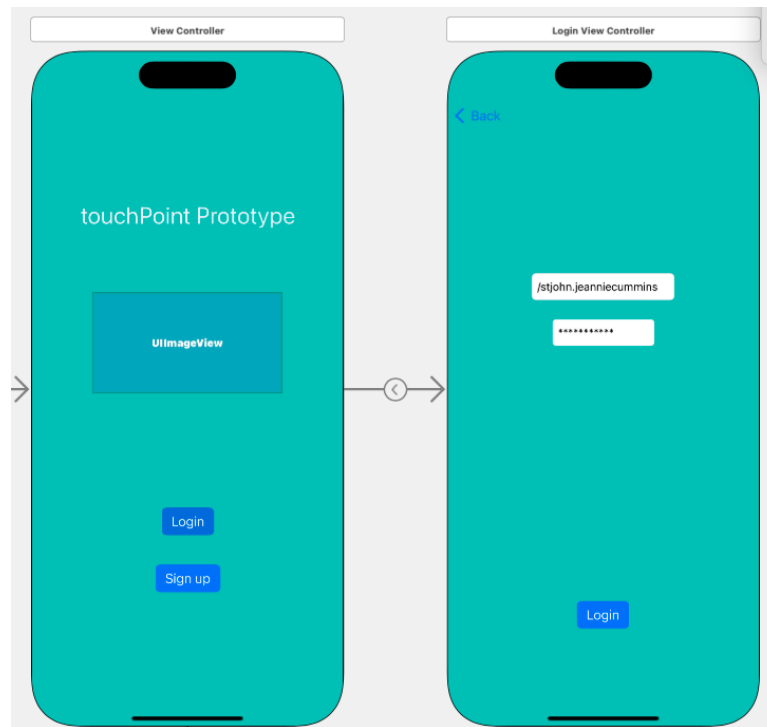 View Controller
Login View Controller
Back
touchPoint Prototype
/stjohn.jeanniecummins
***********
UIImageView
Login
Sign up
Login